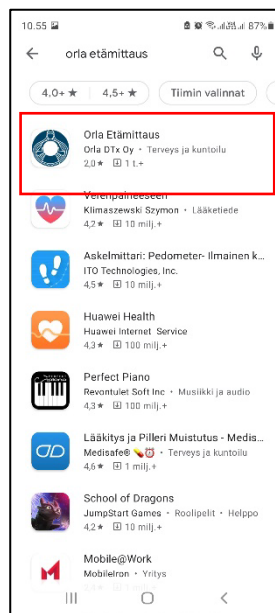 10.55 87%
orla etämittaus
4,0+ ★ 4,5+ ★ Tiimin valinnat
Orla Etämittaus
Orla DTx Oy • Terveys ja kuntoilu
2,0★ 1 t.+
Verenpaineeseen
Klimaszewski Szymon • Lääketiede
4,2★ 10 milj.+
Askelmittari: Pedometer- Ilmainen k...
ITO Technologies, Inc.
4,5★ 10 milj.+
Huawei Health
Huawei Internet Service
4,3★ 100 milj.+
Perfect Piano
Revontulet Soft Inc • Musiikki ja audio
4,3★ 100 milj.+
Lääkitys ja Pilleri Muistutus - Medis...
Medisafe® 💊⏰ • Terveys ja kuntoilu
4,6★ 1 milj.+
School of Dragons
JumpStart Games • Roolipelit • Helppo
4,2★ 10 milj.+
Mobile@Work
MobileIron • Yritys